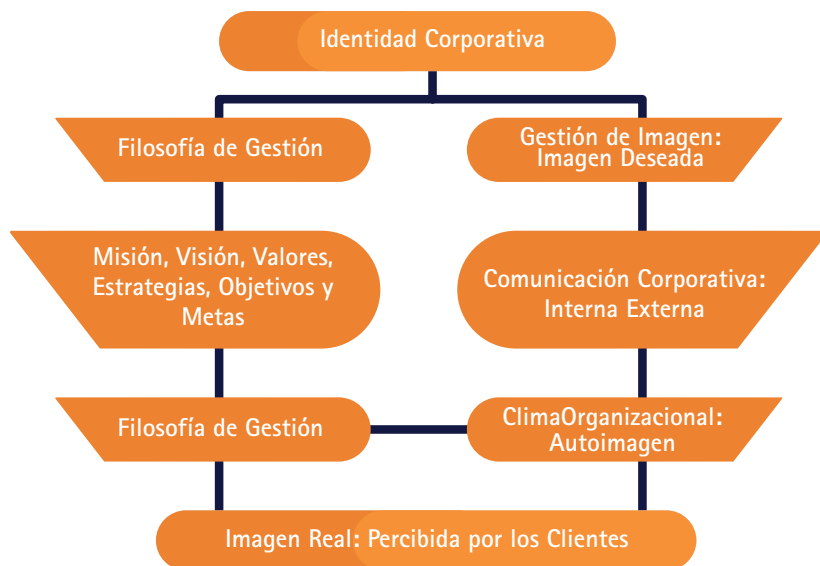 Identidad Corporativa
Filosofía de Gestión
Gestión de Imagen:
Imagen Deseada
Misión, Visión, Valores,
Estrategias, Objetivos y
Metas
Comunicación Corporativa:
Interna Externa
Filosofía de Gestión
ClimaOrganizacional:
Autoimagen
Imagen Real: Percibida por los Clientes